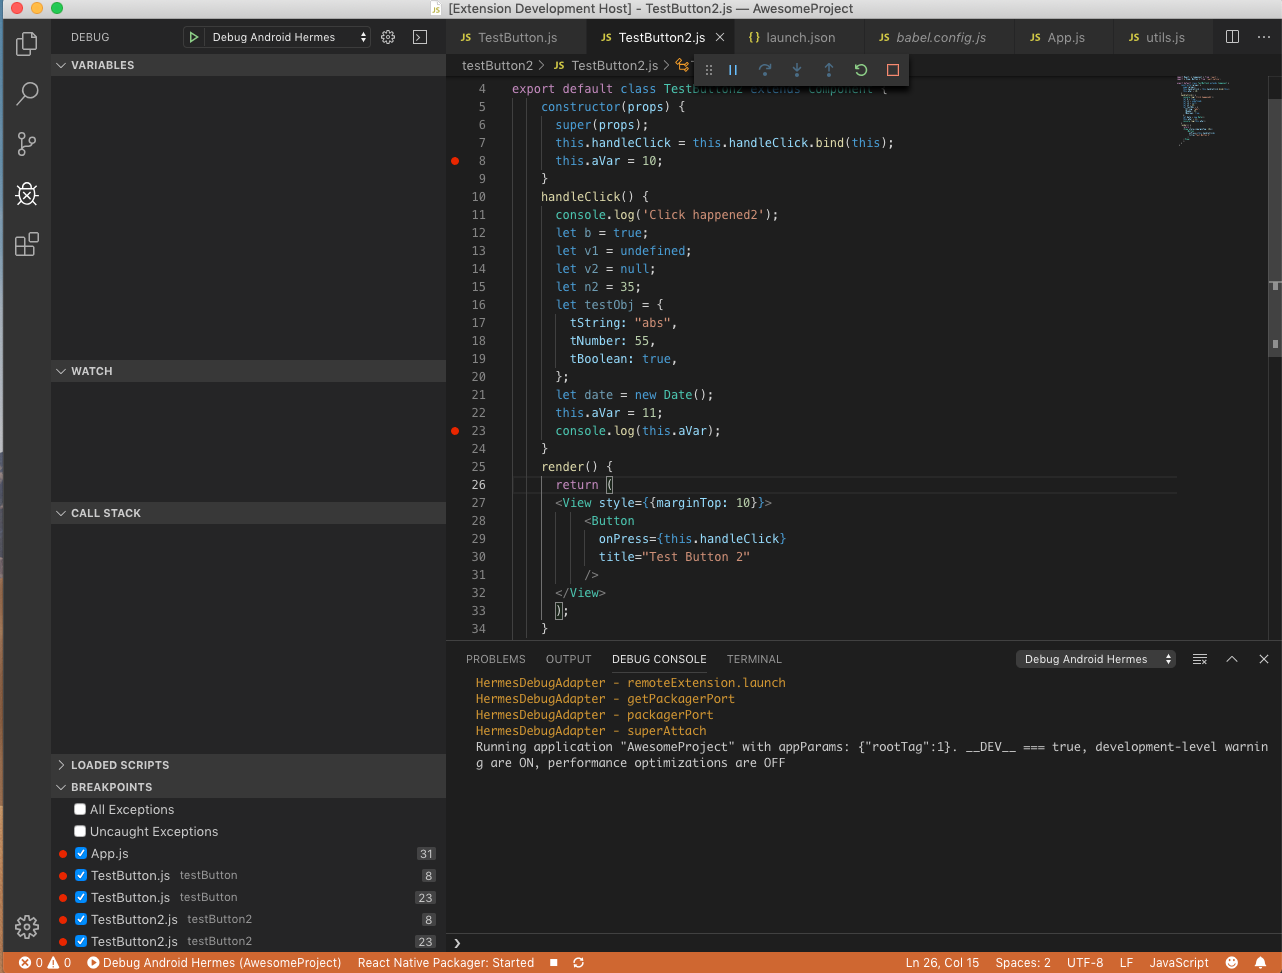 [Extension Development Host] - TestButton2.js — AwesomeProject
DEBUG
Debug Android Hermes
JS TestButton.js
JS TestButton2.js
{} launch.json
JS babel.config.js
JS App.js
JS utils.js
testButton2 > JS TestButton2.js >
VARIABLES
WATCH
CALL STACK
LOADED SCRIPTS
BREAKPOINTS
All Exceptions
Uncaught Exceptions
App.js 31
TestButton.js testButton 8
TestButton.js testButton 23
TestButton2.js testButton2 8
TestButton2.js testButton2 23
4 export default class TestButton2 extends Component {
5 constructor(props) {
6 super(props);
7 this.handleClick = this.handleClick.bind(this);
8 this.aVar = 10;
9 }
10 handleClick() {
11 console.log('Click happened2');
12 let b = true;
13 let v1 = undefined;
14 let v2 = null;
15 let n2 = 35;
16 let testObj = {
17 tString: "abs",
18 tNumber: 55,
19 tBoolean: true,
20 };
21 let date = new Date();
22 this.aVar = 11;
23 console.log(this.aVar);
24 }
25 render() {
26 return (
27 <View style={{marginTop: 10}}>
28 <Button
29 onPress={this.handleClick}
30 title="Test Button 2"
31 />
32 </View>
33 );
34 }
PROBLEMS OUTPUT DEBUG CONSOLE TERMINAL
Debug Android Hermes
HermesDebugAdapter - remoteExtension.launch
HermesDebugAdapter - getPackagerPort
HermesDebugAdapter - packagerPort
HermesDebugAdapter - superAttach
Running application "AwesomeProject" with appParams: {"rootTag":1}. __DEV__ === true, development-level warnin
g are ON, performance optimizations are OFF
0 0 Debug Android Hermes (AwesomeProject) React Native Packager: Started
Ln 26, Col 15 Spaces: 2 UTF-8 LF JavaScript